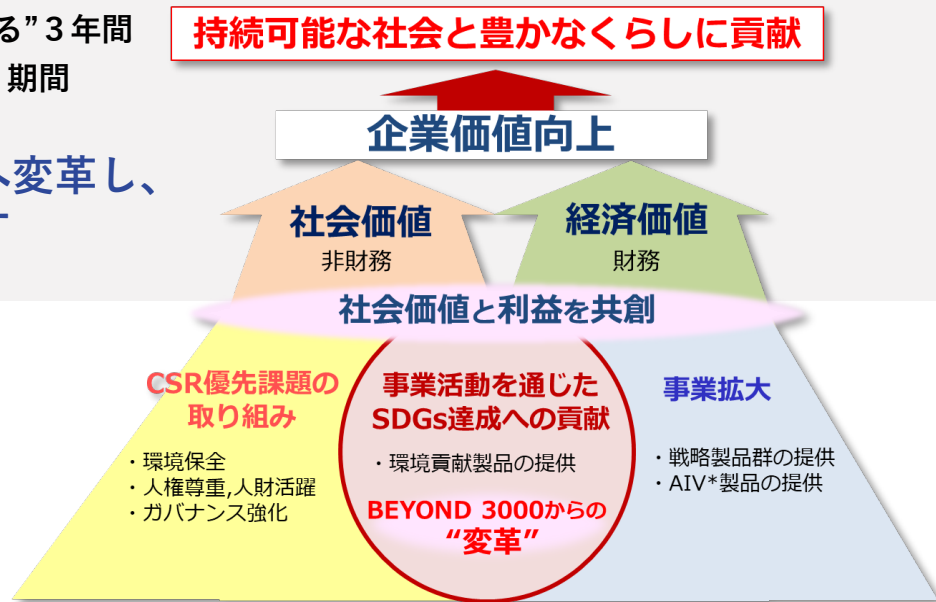 る”３年間
期間
へ変革し、
持続可能な社会と豊かなくらしに貢献
企業価値向上
社会価値
非財務
経済価値
財務
社会価値と利益を共創
CSR優先課題の
取り組み
・環境保全
・人権尊重,人財活躍
・ガバナンス強化
事業活動を通じた
SDGs達成への貢献
・環境貢献製品の提供
BEYOND 3000からの
“変革”
事業拡大
・戦略製品群の提供
・AIV*製品の提供